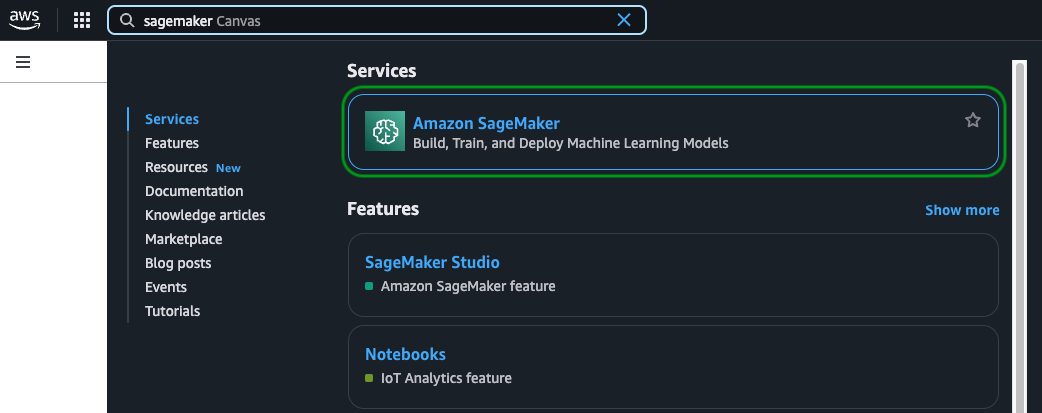 aws
sagemaker Canvas
Services
Features
Resources New
Documentation
Knowledge articles
Marketplace
Blog posts
Events
Tutorials
Services
Amazon SageMaker
Build, Train, and Deploy Machine Learning Models
Features
Show more
SageMaker Studio
Amazon SageMaker feature
Notebooks
IoT Analytics feature